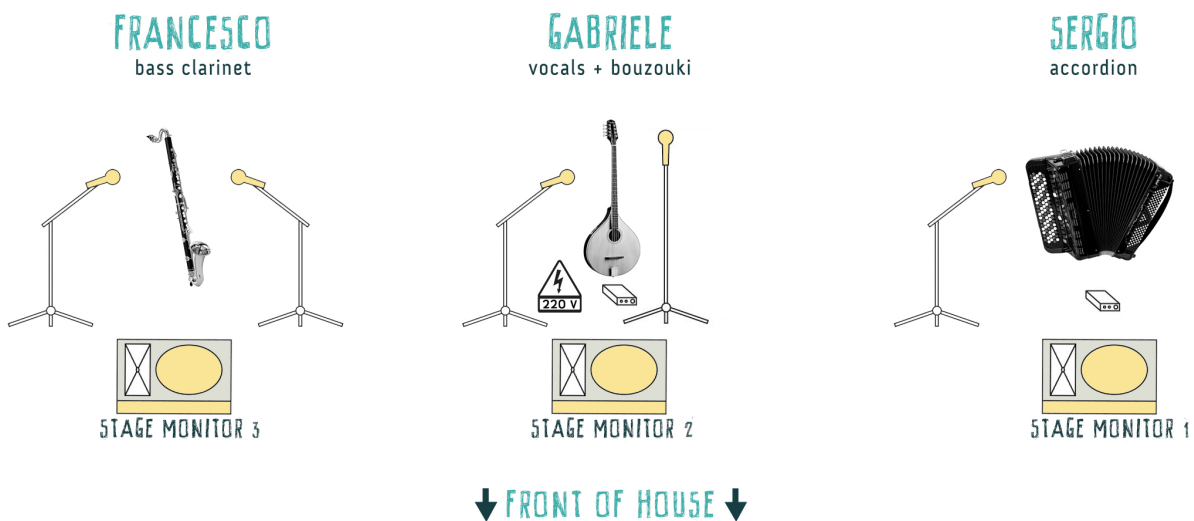 FRANCESCO
bass clarinet
GABRIELE
vocals + bouzouki
SERGIO
accordion
220 V
STAGE MONITOR 3
STAGE MONITOR 2
STAGE MONITOR 1
FRONT OF HOUSE